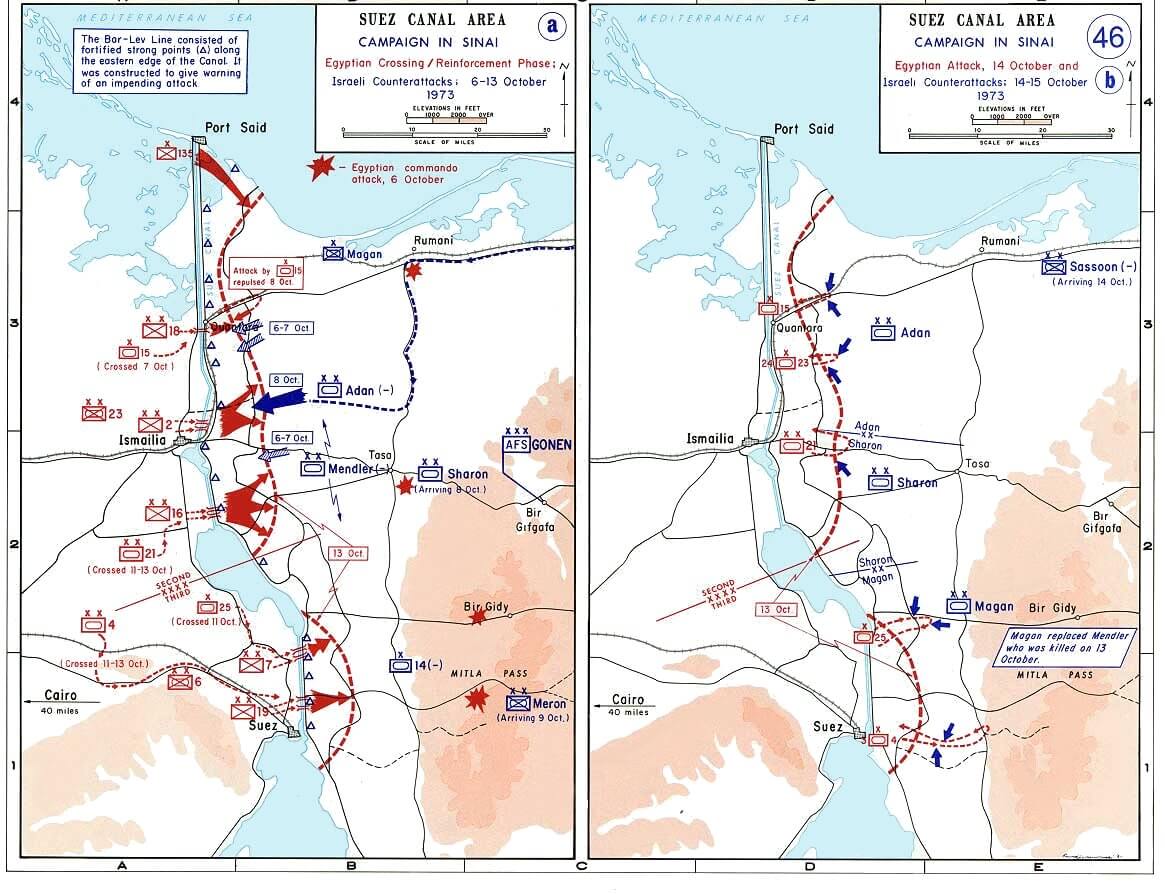 MEDITERRANEAN SEA
The Bar-Lev Line consisted of
fortified strong points (Δ) along
the eastern edge of the Canal. It
was constructed to give warning
of an impending attack
SUEZ CANAL AREA
a
CAMPAIGN IN SINAI
Egyptian Crossing/Reinforcement Phase;
Israeli Counterattacks; 6-13 October
1973
N
ELEVATIONS IN FEET
0 1000 2000 OVER
0 10 20 30
SCALE OF MILES
- Egyptian commando
attack, 6 October
4
3
2
1
Port Said
X
135
SUEZ CANAL
Rumani
X
Magan
Attack by X 15
repulsed 8 Oct.
Quantara
6-7 Oct.
X X
18
X
15
(Crossed 7 Oct)
8 Oct.
X X
Adan (-)
X X
23
X X
2
Ismailia
6-7 Oct.
X X
Mendler(-)
Tasa
X X
Sharon
(Arriving 8 Oct.)
X X X
AFS GONEN
Bir
Gifgafa
X X
16
X X
21
(Crossed 11-13 Oct)
13 Oct.
SECOND
XXXX
THIRD
X
25
(Crossed 11 Oct.)
X X
4
(Crossed 11-13 Oct.)
X X
7
X X
6
X X
19
Bir Gidy
X
14(-)
MITLA PASS
X X
Meron
(Arriving 9 Oct.)
Cairo
40 miles
Suez
A
B
C
MEDITERRANEAN SEA
SUEZ CANAL AREA
46
CAMPAIGN IN SINAI
Egyptian Attack, 14 October and
Israeli Counterattacks; 14-15 October
b
1973
N
ELEVATIONS IN FEET
0 1000 2000 OVER
0 10 20 30
SCALE OF MILES
4
3
2
1
Port Said
SUEZ CANAL
Rumani
X X
Sassoon (-)
(Arriving 14 Oct.)
X
15
Quantara
X X
Adan
X
24 23
Adan
XX
Sharon
Ismailia
X X
21
Tasa
X X
Sharon
Bir
Gifgafa
Sharon
XX
Magan
SECOND
XXXX
THIRD
13 Oct.
X X
Magan
Bir Gidy
X
25
Magan replaced Mendler
who was killed on 13
October.
MITLA PASS
Cairo
40 miles
Suez
X
3 4
D
E